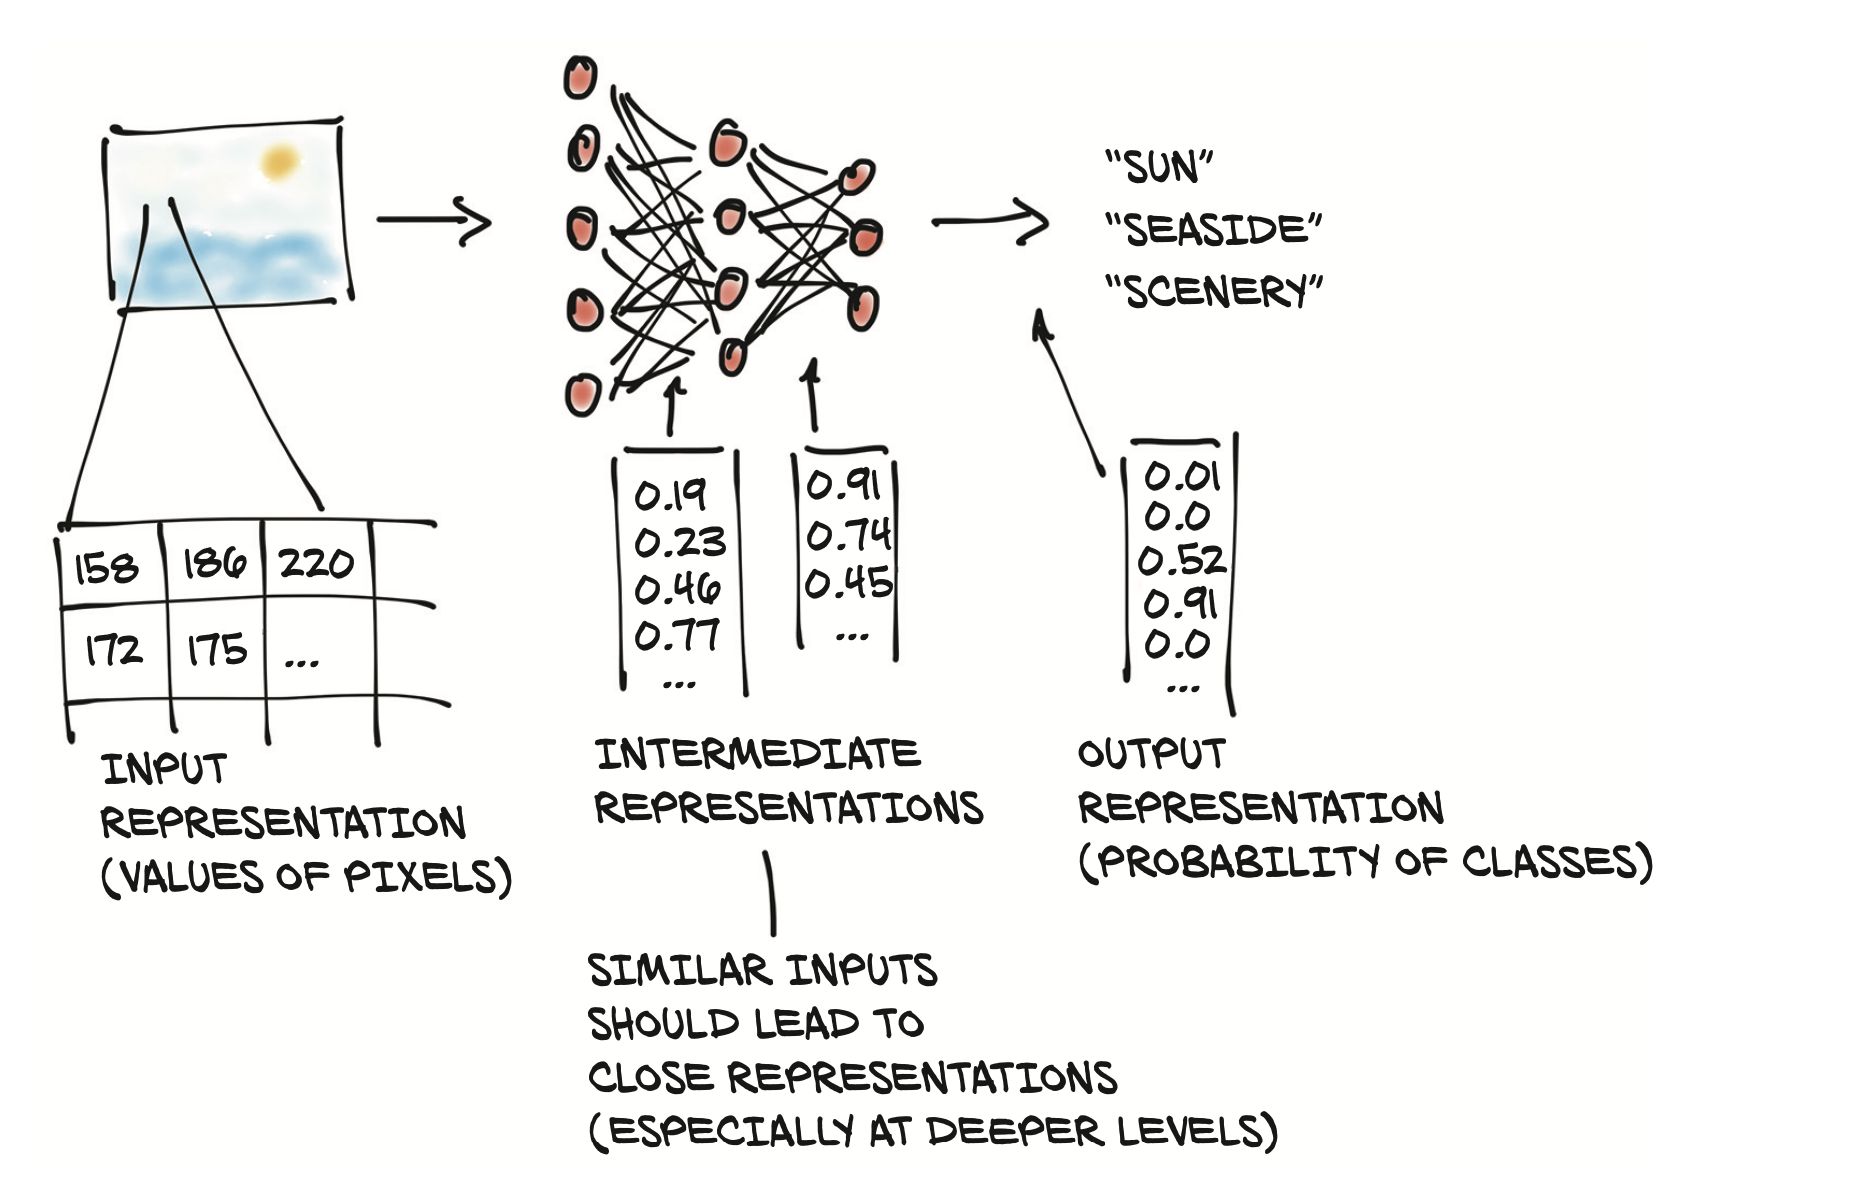 "SUN"
"SEASIDE"
"SCENERY"
158 186 220
172 175 ...
0.19
0.23
0.46
0.77
...
0.91
0.74
0.45
...
0.01
0.0
0.52
0.91
0.0
...
INPUT
REPRESENTATION
(VALUES OF PIXELS)
INTERMEDIATE
REPRESENTATIONS
OUTPUT
REPRESENTATION
(PROBABILITY OF CLASSES)
SIMILAR INPUTS
SHOULD LEAD TO
CLOSE REPRESENTATIONS
(ESPECIALLY AT DEEPER LEVELS)